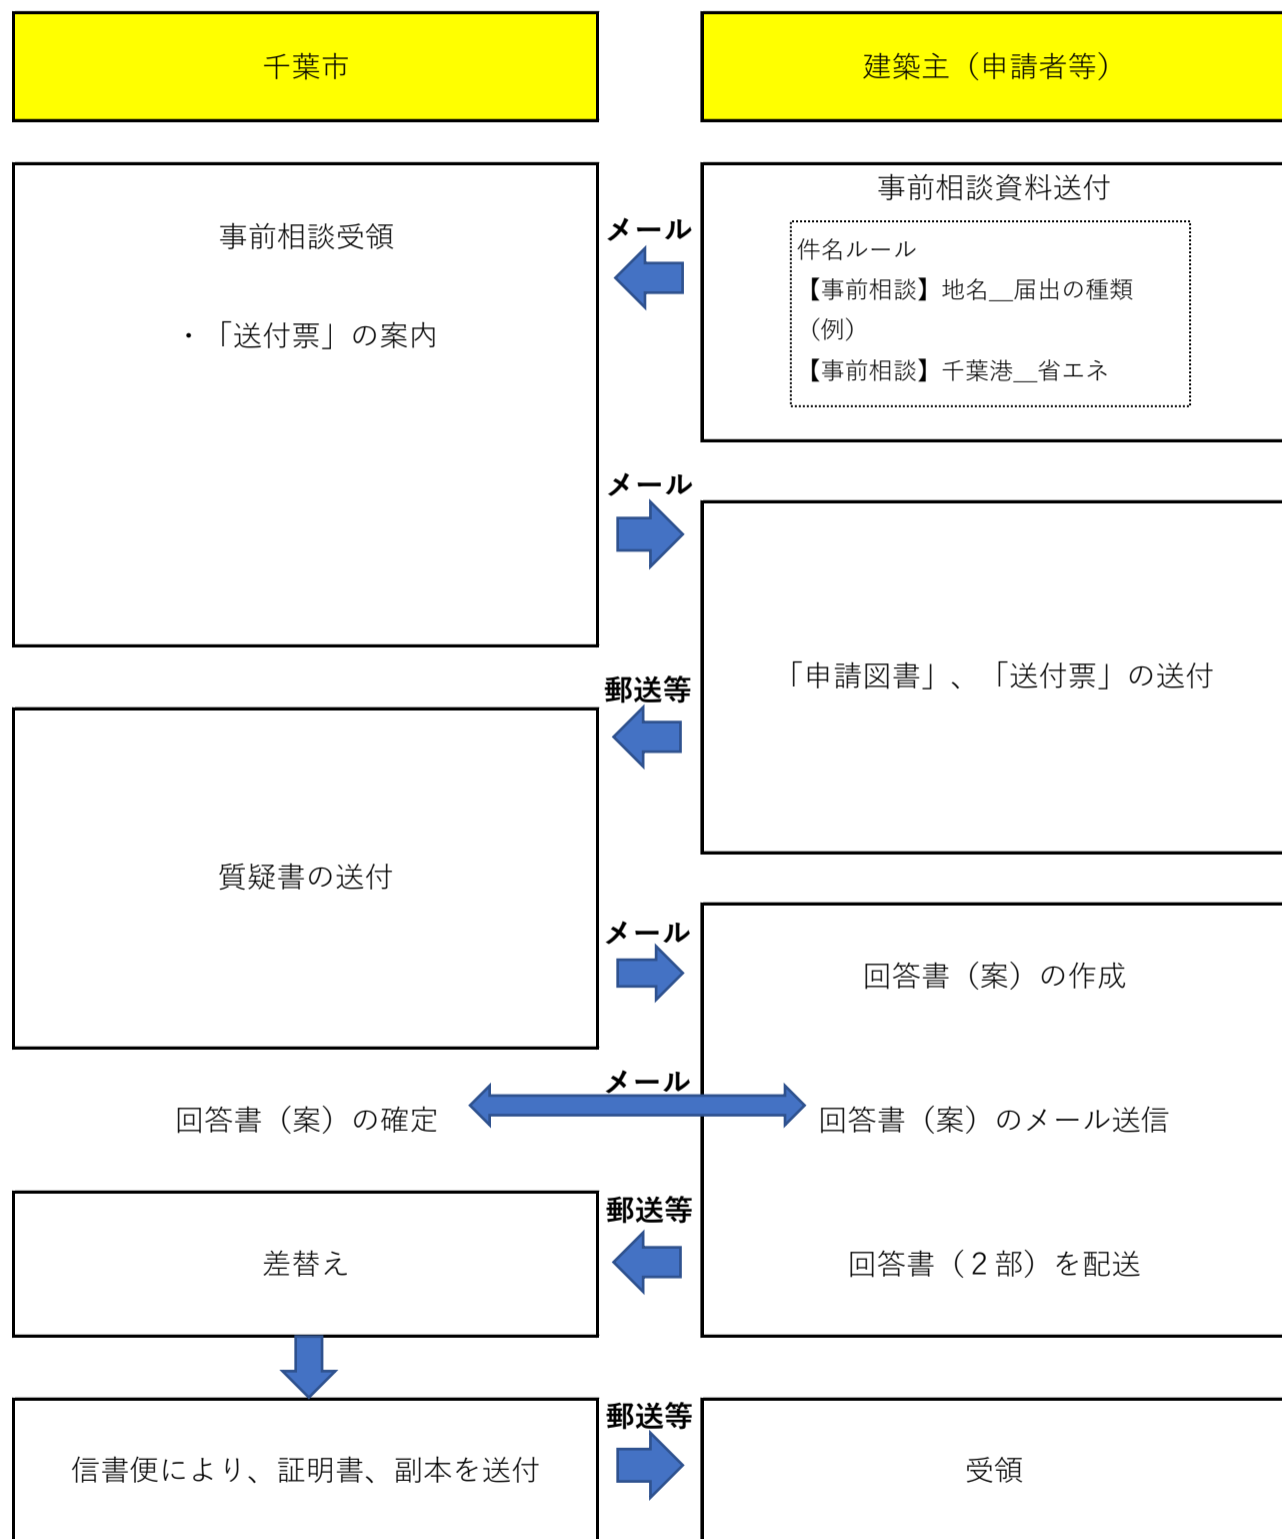 千葉市
建築主（申請者等）
事前相談資料送付
件名ルール
【事前相談】地名__届出の種類
（例）
【事前相談】千葉港__省エネ
メール
事前相談受領
・「送付票」の案内
メール
「申請図書」、「送付票」の送付
郵送等
質疑書の送付
メール
回答書（案）の作成
回答書（案）の確定
メール
回答書（案）のメール送信
差替え
郵送等
回答書（２部）を配送
信書便により、証明書、副本を送付
郵送等
受領